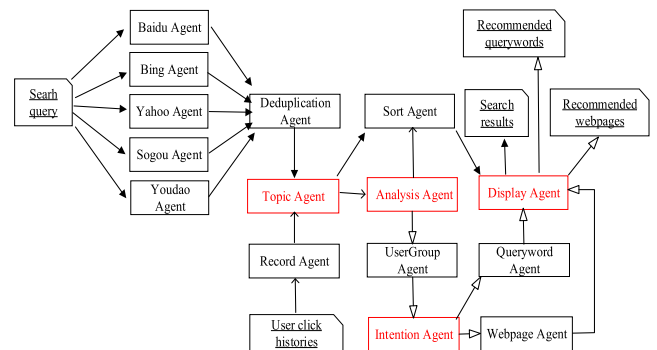 Recommended
querywords
Baidu Agent
Bing Agent
Searh
query
Yahoo Agent
Deduplication
Agent
Sort Agent
Search
results
Recommended
webpages
Sogou Agent
Youdao
Agent
Topic Agent
Analysis Agent
Display Agent
Record Agent
UserGroup
Agent
Queryword
Agent
User click
histories
Intention Agent
Webpage Agent